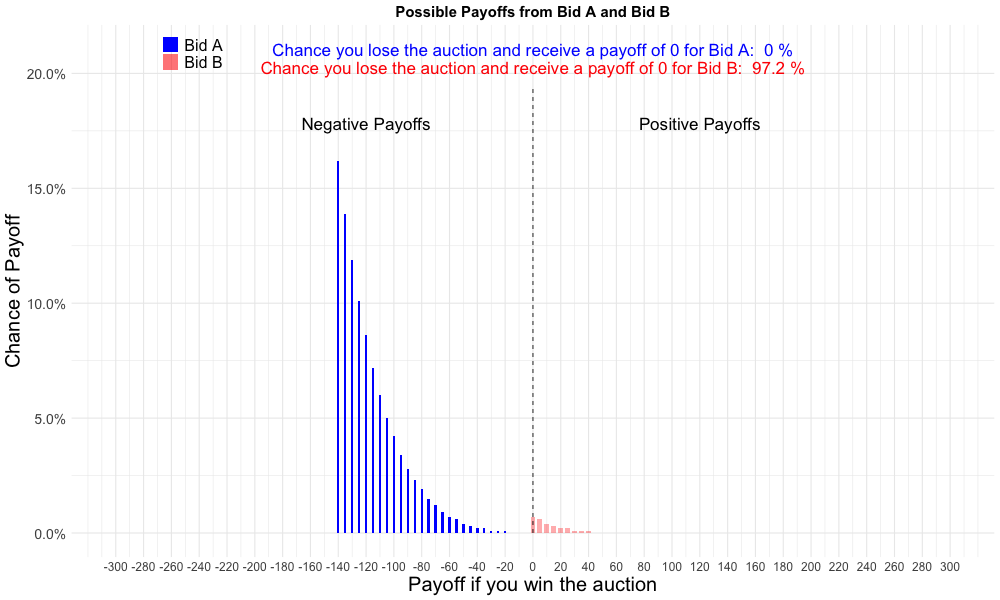 Possible Payoffs from Bid A and Bid B
Bid A
Bid B
Chance you lose the auction and receive a payoff of 0 for Bid A:  0 %
Chance you lose the auction and receive a payoff of 0 for Bid B:  97.2 %
Negative Payoffs
Positive Payoffs
Chance of Payoff
20.0%
15.0%
10.0%
5.0%
0.0%
-300 -280 -260 -240 -220 -200 -180 -160 -140 -120 -100 -80 -60 -40 -20 0 20 40 60 80 100 120 140 160 180 200 220 240 260 280 300
Payoff if you win the auction